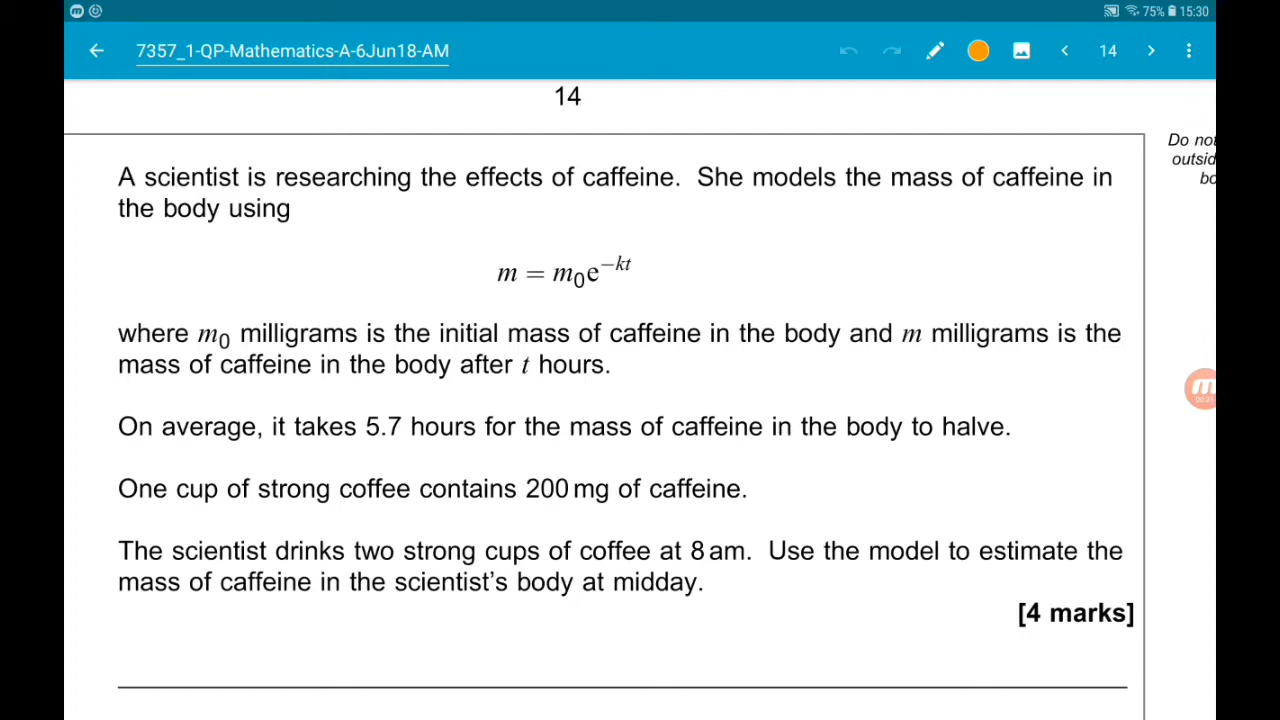 75% 15:30
7357_1-QP-Mathematics-A-6Jun18-AM
14
14
Do not
outsid
bo
A scientist is researching the effects of caffeine. She models the mass of caffeine in
the body using
m = m₀e⁻ᵏᵗ
where m₀ milligrams is the initial mass of caffeine in the body and m milligrams is the
mass of caffeine in the body after t hours.
On average, it takes 5.7 hours for the mass of caffeine in the body to halve.
One cup of strong coffee contains 200 mg of caffeine.
The scientist drinks two strong cups of coffee at 8 am. Use the model to estimate the
mass of caffeine in the scientist's body at midday.
[4 marks]